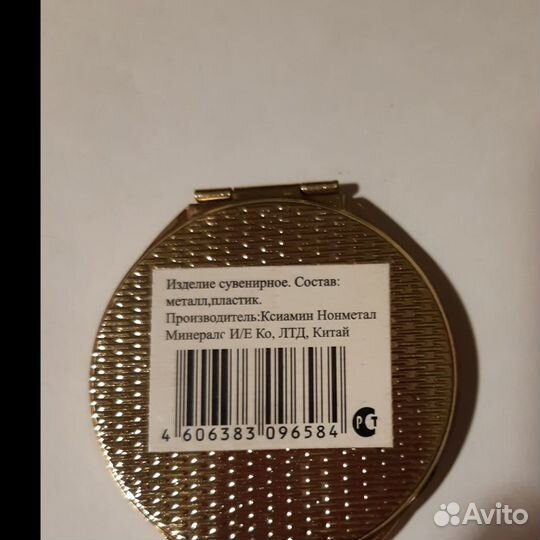 Изделие сувенирное. Состав:
металл,пластик.
Производитель:Ксиамин Нонметал
Минералс И/Е Ко, ЛТД, Китай
4 606383 096584
РСТ
Avito